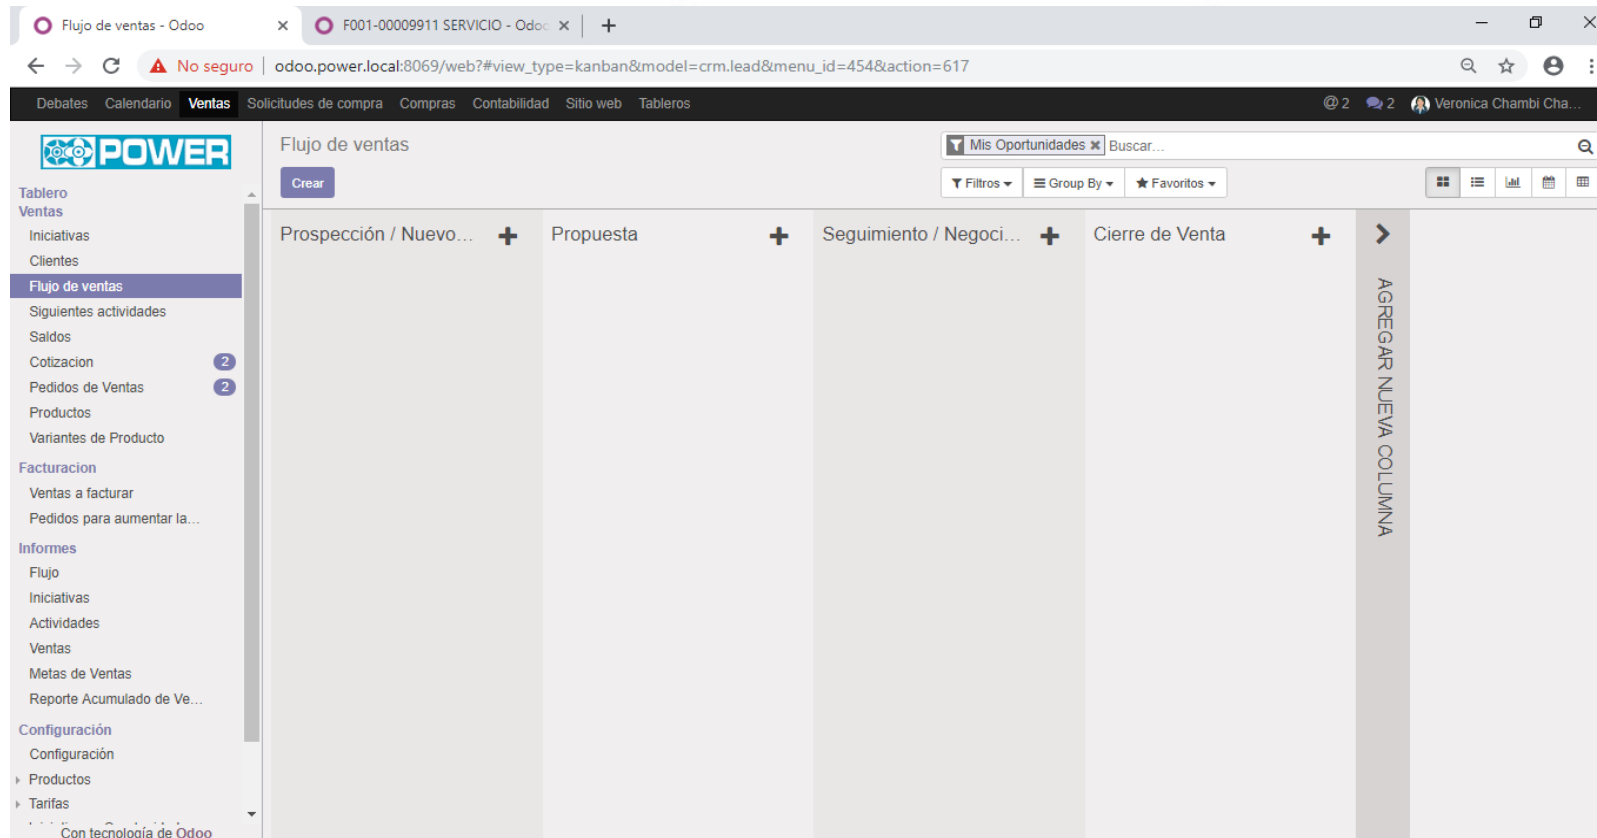 Flujo de ventas - Odoo
F001-00009911 SERVICIO - Odoo
No seguro
odoo.power.local:8069/web?#view_type=kanban&model=crm.lead&menu_id=454&action=617
Debates Calendario Ventas Solicitudes de compra Compras Contabilidad Sitio web Tableros
@ 2
2
Veronica Chambi Cha...
POWER
Flujo de ventas
Mis Oportunidades
Buscar...
Crear
Filtros
Group By
Favoritos
Tablero
Ventas
Iniciativas
Clientes
Flujo de ventas
Siguientes actividades
Saldos
Cotizacion 2
Pedidos de Ventas 2
Productos
Variantes de Producto
Facturacion
Ventas a facturar
Pedidos para aumentar la...
Informes
Flujo
Iniciativas
Actividades
Ventas
Metas de Ventas
Reporte Acumulado de Ve...
Configuración
Configuración
Productos
Tarifas
Con tecnología de Odoo
Prospección / Nuevo...
Propuesta
Seguimiento / Negoci...
Cierre de Venta
AGREGAR NUEVA COLUMNA